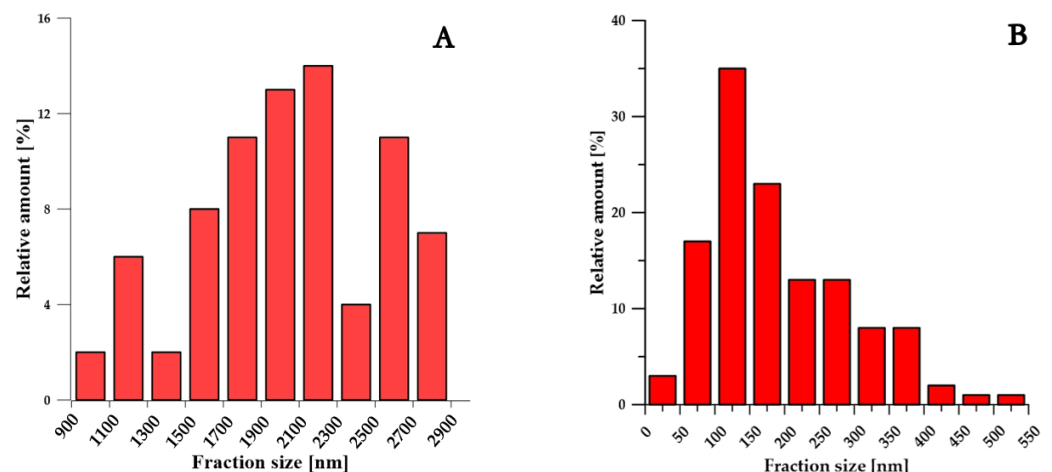 A
Relative amount [%]
16
12
8
4
0
900 1100 1300 1500 1700 1900 2100 2300 2500 2700 2900
Fraction size [nm]
B
Relative amount [%]
40
30
20
10
0
0 50 100 150 200 250 300 350 400 450 500 550
Fraction size [nm]